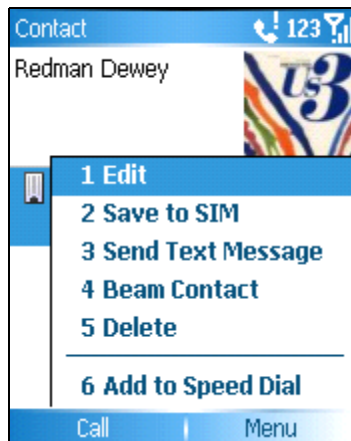 Contact 123
Redman Dewey
US3
1 Edit
2 Save to SIM
3 Send Text Message
4 Beam Contact
5 Delete
6 Add to Speed Dial
Call Menu